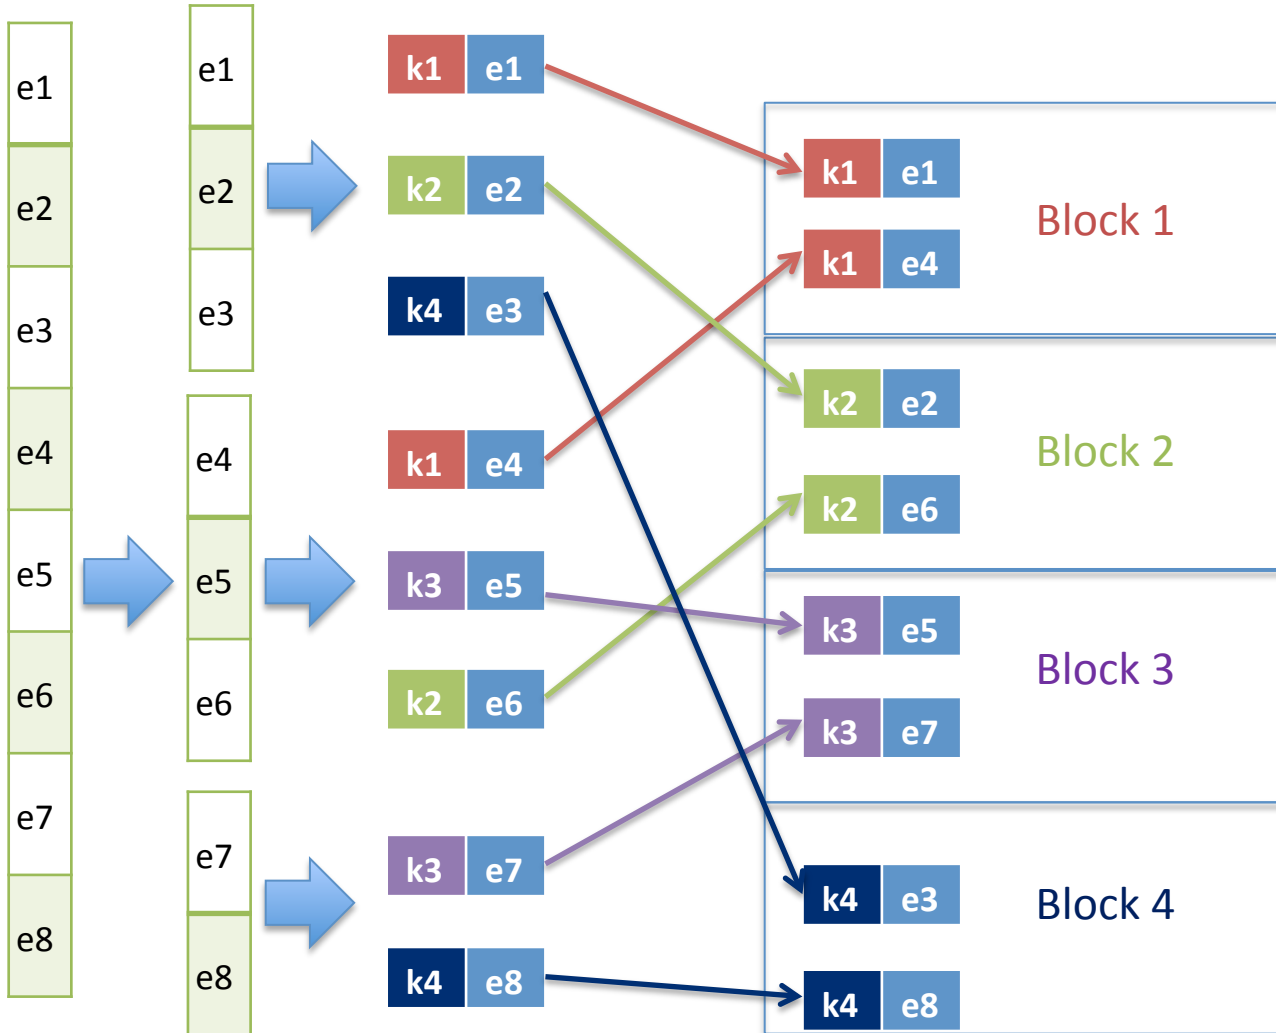 e1
e2
e3
e4
e5
e6
e7
e8
e1
e2
e3
e4
e5
e6
e7
e8
k1 e1
k2 e2
k4 e3
k1 e4
k3 e5
k2 e6
k3 e7
k4 e8
k1 e1
k1 e4
Block 1
k2 e2
k2 e6
Block 2
k3 e5
k3 e7
Block 3
k4 e3
k4 e8
Block 4